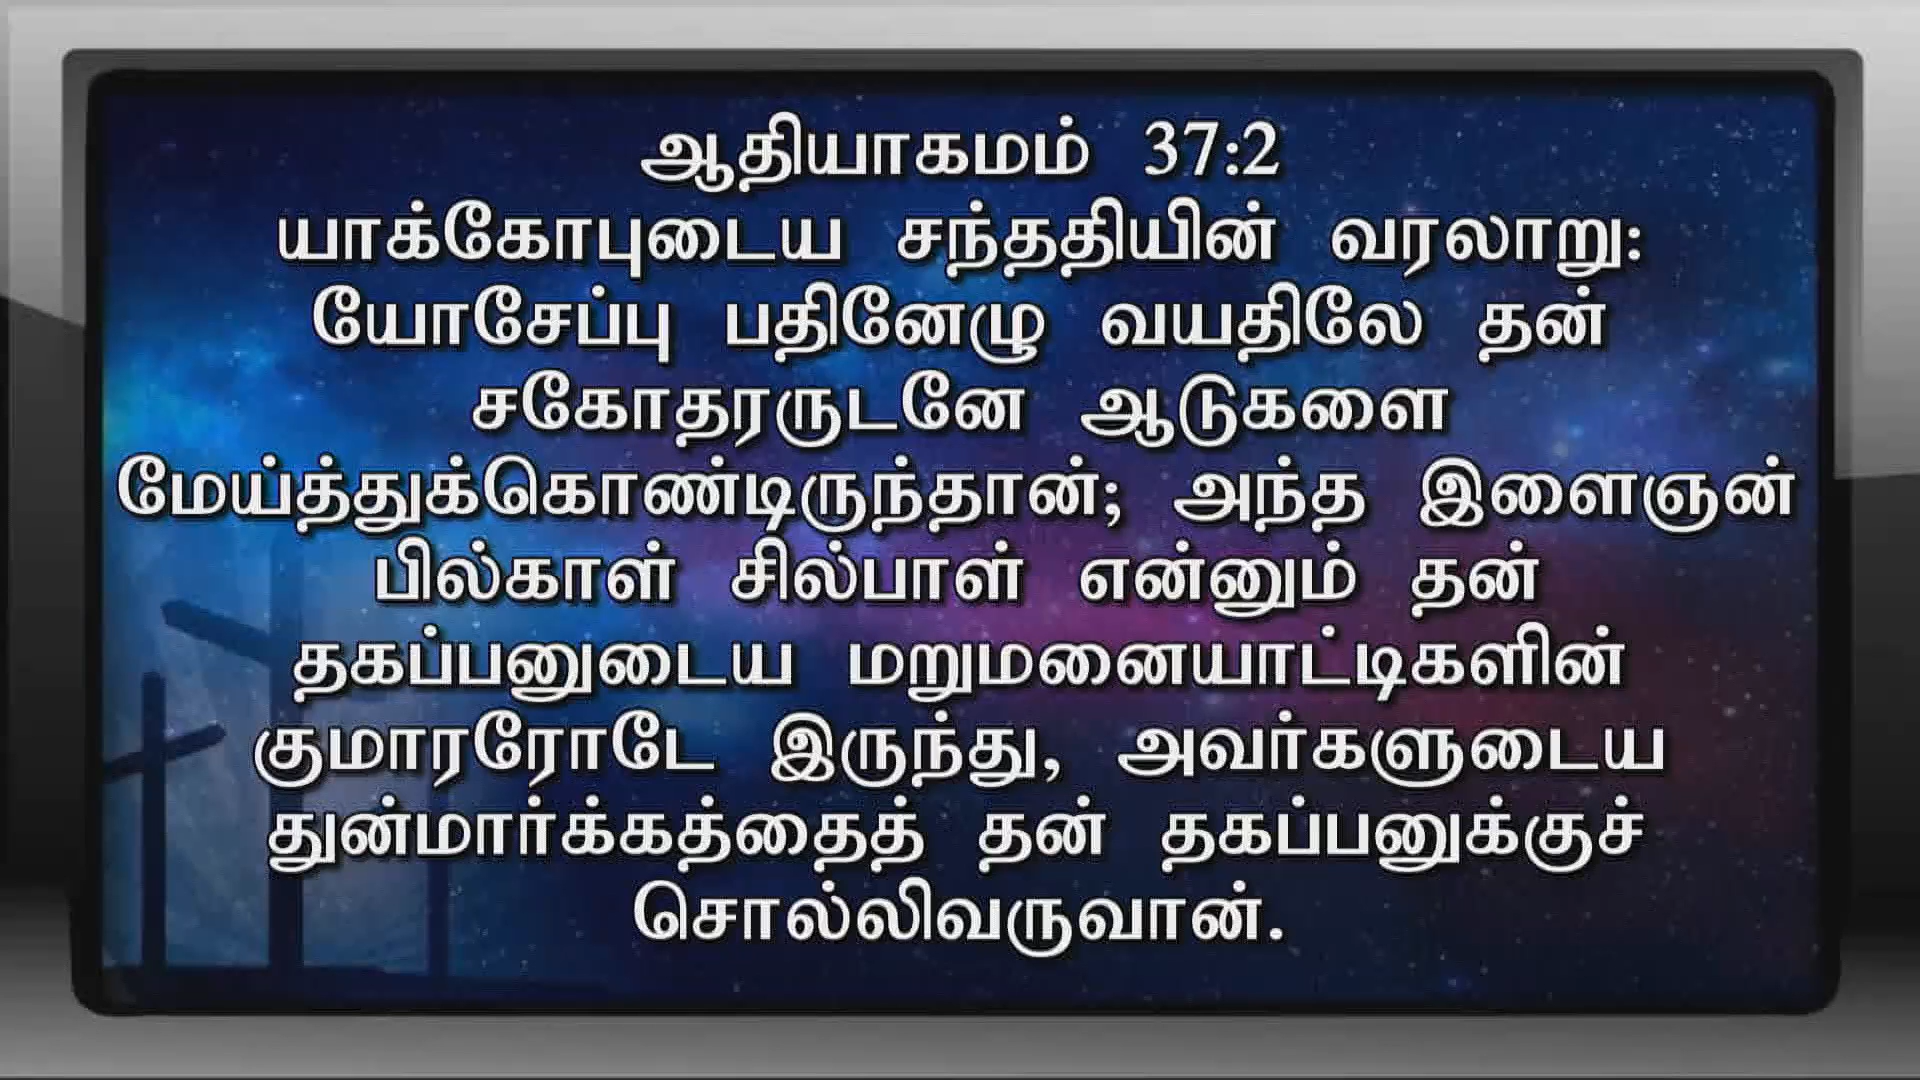 ஆதியாகமம் 37:2
யாக்கோபுடைய சந்ததியின் வரலாறு:
யோசேப்பு பதினேழு வயதிலே தன்
சகோதரருடனே ஆடுகளை
மேய்த்துக்கொண்டிருந்தான்; அந்த இளைஞன்
பில்காள் சில்பாள் என்னும் தன்
தகப்பனுடைய மறுமனையாட்டிகளின்
குமாரரோடே இருந்து, அவர்களுடைய
துன்மார்க்கத்தைத் தன் தகப்பனுக்குச்
சொல்லிவருவான்.